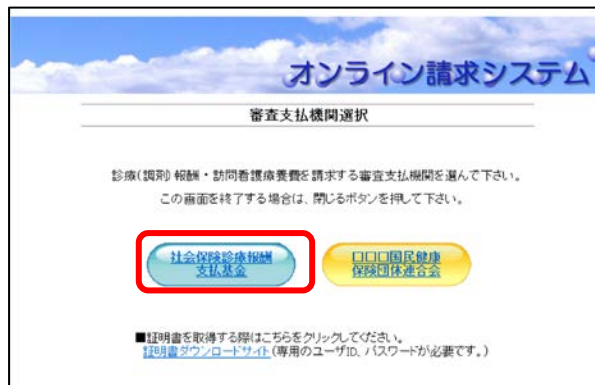 オンライン請求システム
審査支払機関選択
診療(調剤)報酬・訪問看護療養費を請求する審査支払機関を選んで下さい。
この画面を終了する場合は、閉じるボタンを押して下さい。
社会保険診療報酬
支払基金
□□□国民健康
保険団体連合会
■証明書を取得する際はこちらをクリックしてください。
証明書ダウンロードサイト(専用のユーザID、パスワードが必要です。)